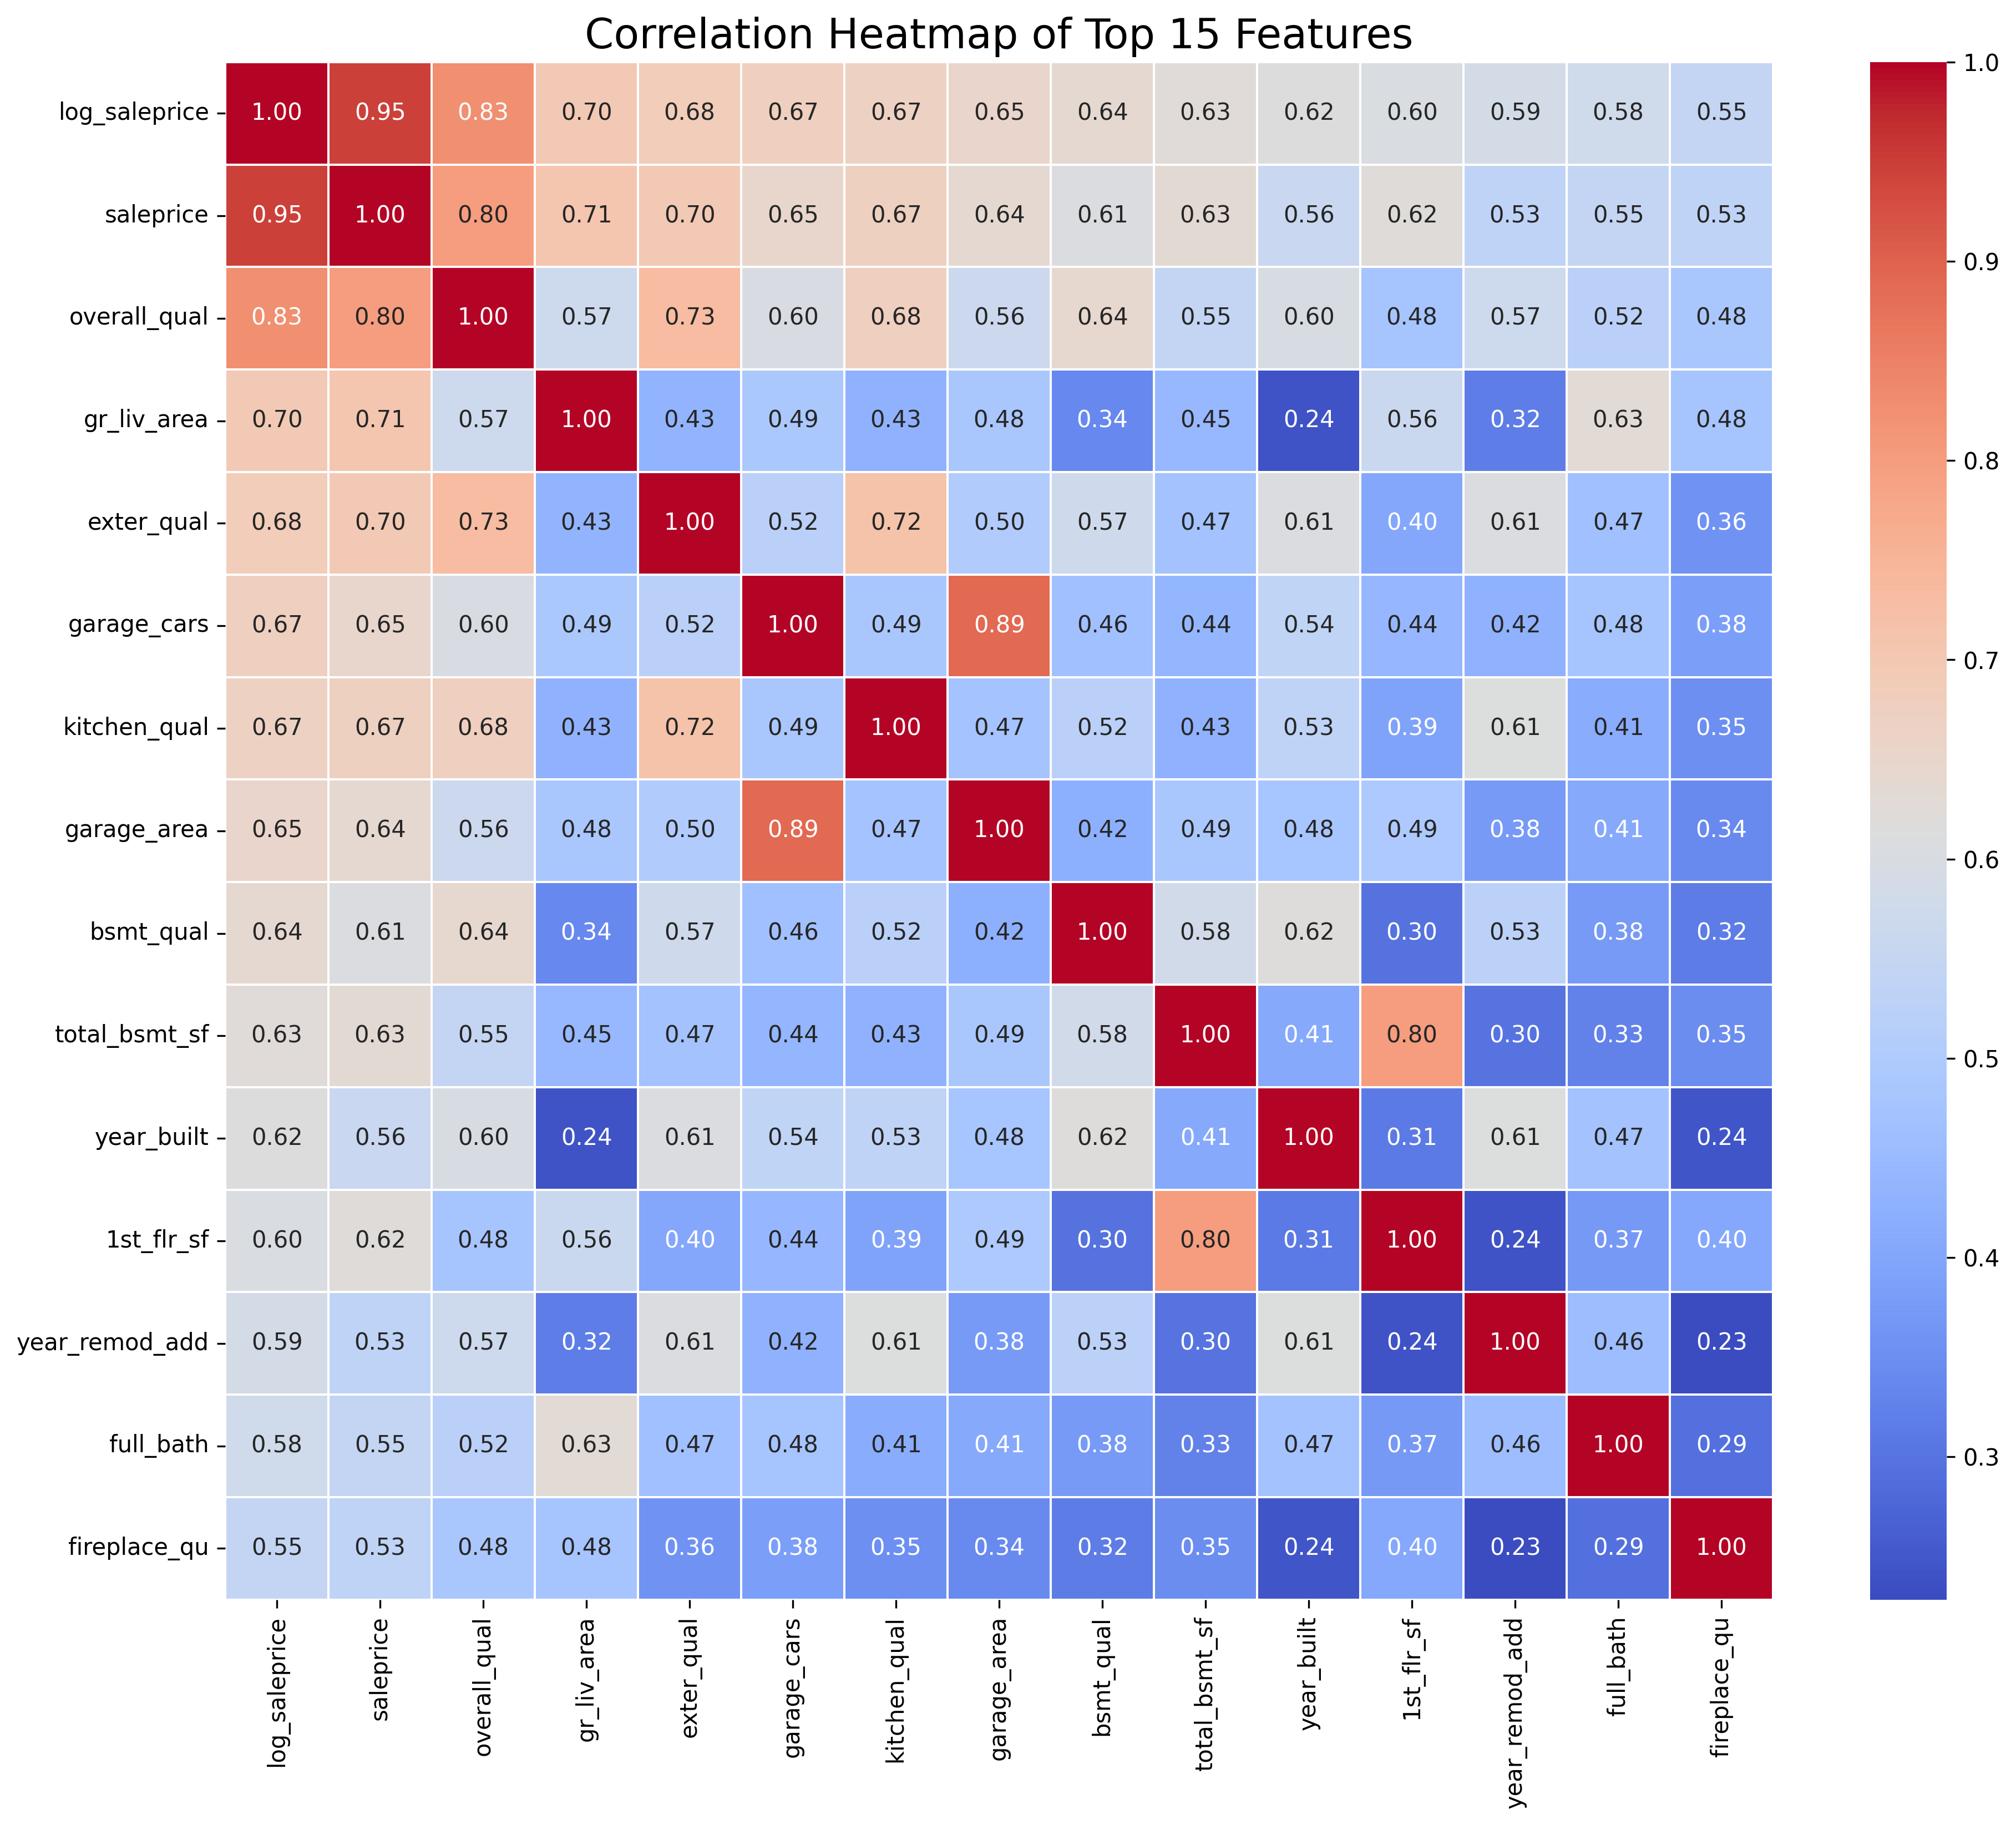 Correlation Heatmap of Top 15 Features
log_saleprice 1.00 0.95 0.83 0.70 0.68 0.67 0.67 0.65 0.64 0.63 0.62 0.60 0.59 0.58 0.55
saleprice 0.95 1.00 0.80 0.71 0.70 0.65 0.67 0.64 0.61 0.63 0.56 0.62 0.53 0.55 0.53
overall_qual 0.83 0.80 1.00 0.57 0.73 0.60 0.68 0.56 0.64 0.55 0.60 0.48 0.57 0.52 0.48
gr_liv_area 0.70 0.71 0.57 1.00 0.43 0.49 0.43 0.48 0.34 0.45 0.24 0.56 0.32 0.63 0.48
exter_qual 0.68 0.70 0.73 0.43 1.00 0.52 0.72 0.50 0.57 0.47 0.61 0.40 0.61 0.47 0.36
garage_cars 0.67 0.65 0.60 0.49 0.52 1.00 0.49 0.89 0.46 0.44 0.54 0.44 0.42 0.48 0.38
kitchen_qual 0.67 0.67 0.68 0.43 0.72 0.49 1.00 0.47 0.52 0.43 0.53 0.39 0.61 0.41 0.35
garage_area 0.65 0.64 0.56 0.48 0.50 0.89 0.47 1.00 0.42 0.49 0.48 0.49 0.38 0.41 0.34
bsmt_qual 0.64 0.61 0.64 0.34 0.57 0.46 0.52 0.42 1.00 0.58 0.62 0.30 0.53 0.38 0.32
total_bsmt_sf 0.63 0.63 0.55 0.45 0.47 0.44 0.43 0.49 0.58 1.00 0.41 0.80 0.30 0.33 0.35
year_built 0.62 0.56 0.60 0.24 0.61 0.54 0.53 0.48 0.62 0.41 1.00 0.31 0.61 0.47 0.24
1st_flr_sf 0.60 0.62 0.48 0.56 0.40 0.44 0.39 0.49 0.30 0.80 0.31 1.00 0.24 0.37 0.40
year_remod_add 0.59 0.53 0.57 0.32 0.61 0.42 0.61 0.38 0.53 0.30 0.61 0.24 1.00 0.46 0.23
full_bath 0.58 0.55 0.52 0.63 0.47 0.48 0.41 0.41 0.38 0.33 0.47 0.37 0.46 1.00 0.29
fireplace_qu 0.55 0.53 0.48 0.48 0.36 0.38 0.35 0.34 0.32 0.35 0.24 0.40 0.23 0.29 1.00
log_saleprice
saleprice
overall_qual
gr_liv_area
exter_qual
garage_cars
kitchen_qual
garage_area
bsmt_qual
total_bsmt_sf
year_built
1st_flr_sf
year_remod_add
full_bath
fireplace_qu
1.0
0.9
0.8
0.7
0.6
0.5
0.4
0.3